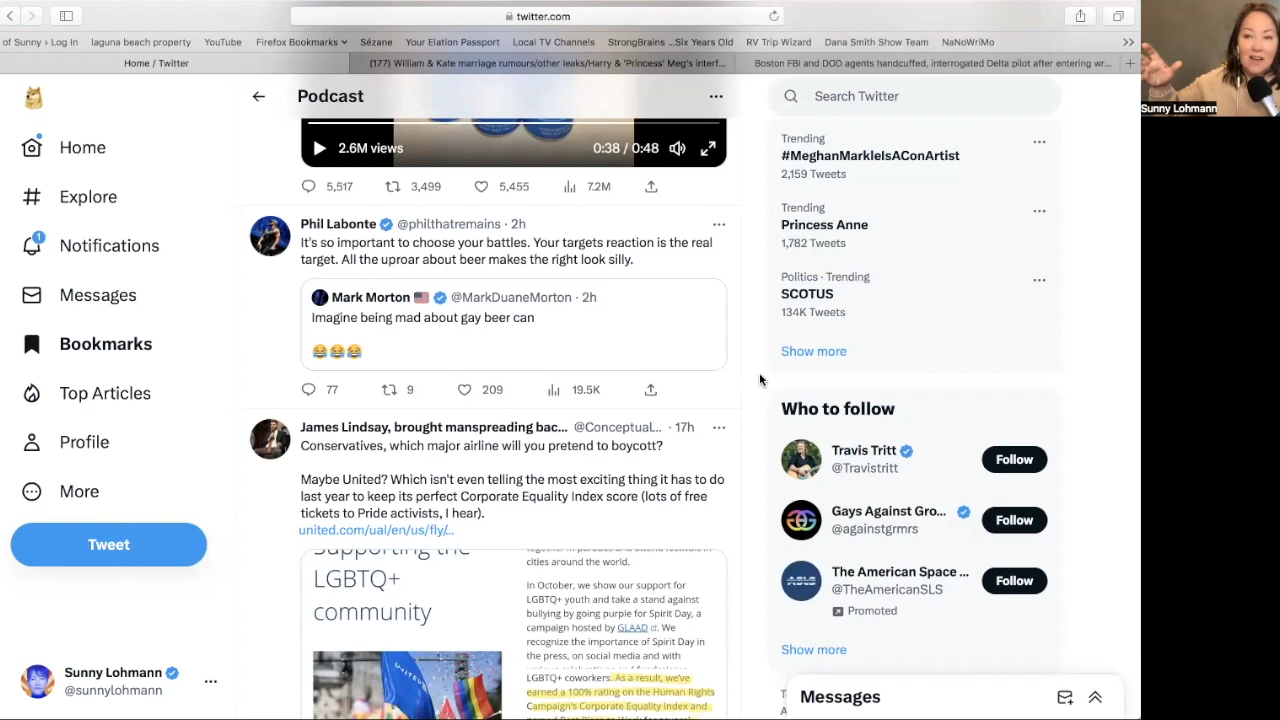 twitter.com
of Sunny › Log In
laguna beach property
YouTube
Firefox Bookmarks
Sézane
Your Elation Passport
Local TV Channels
StrongBrains ...Six Years Old
RV Trip Wizard
Dana Smith Show Team
NaNoWriMo
Home / Twitter
(177) William & Kate marriage rumours/other leaks/Harry & 'Princess' Meg's interf...
Boston FBI and DOD agents handcuffed, interrogated Delta pilot after entering wr...
Sunny Lohmann
Home
Explore
1
Notifications
Messages
Bookmarks
Top Articles
Profile
More
Tweet
Sunny Lohmann
@sunnylohmann
Podcast
2.6M views
0:38 / 0:48
5,517 3,499 5,455 7.2M
Phil Labonte @philthatremains · 2h
It's so important to choose your battles. Your targets reaction is the real
target. All the uproar about beer makes the right look silly.
Mark Morton @MarkDuaneMorton · 2h
Imagine being mad about gay beer can
😂😂😂
77 9 209 19.5K
James Lindsay, brought manspreading bac... @Conceptual... · 17h
Conservatives, which major airline will you pretend to boycott?
Maybe United? Which isn't even telling the most exciting thing it has to do
last year to keep its perfect Corporate Equality Index score (lots of free
tickets to Pride activists, I hear).
united.com/ual/en/us/fly/...
Supporting the
LGBTQ+
community
UNITED
together in parades and attend festivals in
cities around the world.
In October, we show our support for
LGBTQ+ youth and take a stand against
bullying by going purple for Spirit Day, a
campaign hosted by GLAAD. We
recognize the importance of Spirit Day
in the press, on social media and with
LGBTQ+ coworkers. As a result, we've
earned a 100% rating on the Human Rights
Campaign's Corporate Equality Index and
Search Twitter
Trending
#MeghanMarkleIsAConArtist
2,159 Tweets
Trending
Princess Anne
1,782 Tweets
Politics · Trending
SCOTUS
134K Tweets
Show more
Who to follow
Travis Tritt
@Travistritt
Follow
Gays Against Gro...
@againstgrmrs
Follow
ASLS
The American Space ...
@TheAmericanSLS
Follow
Promoted
Show more
Messages